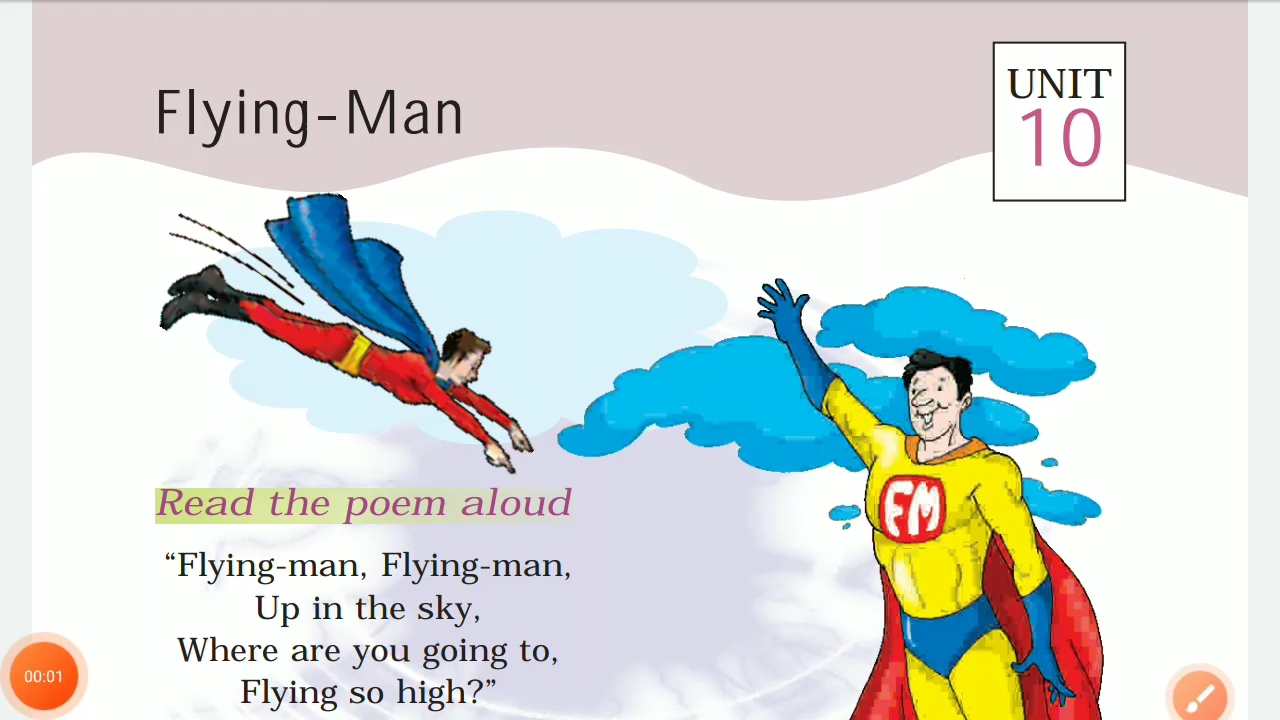 Flying-Man
UNIT
10
FM
Read the poem aloud
“Flying-man, Flying-man,
Up in the sky,
Where are you going to,
Flying so high?”
00:01